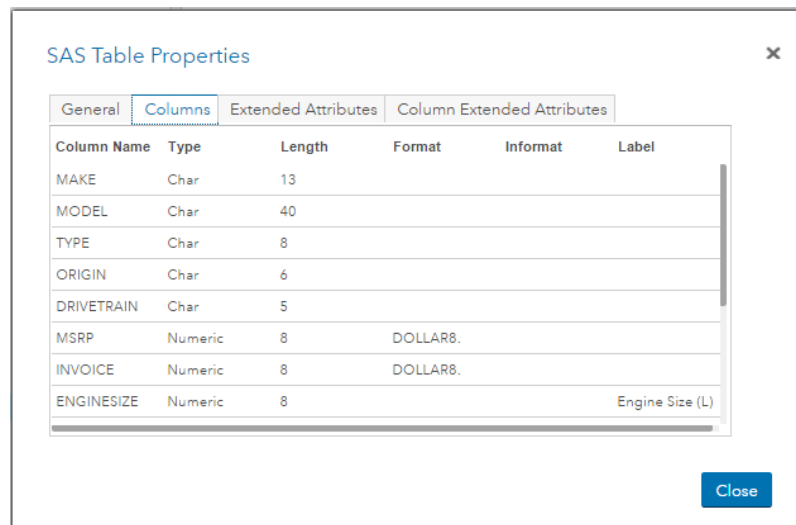 SAS Table Properties ×
General Columns Extended Attributes Column Extended Attributes
Column Name Type Length Format Informat Label
MAKE Char 13
MODEL Char 40
TYPE Char 8
ORIGIN Char 6
DRIVETRAIN Char 5
MSRP Numeric 8 DOLLAR8.
INVOICE Numeric 8 DOLLAR8.
ENGINESIZE Numeric 8 Engine Size (L)
Close